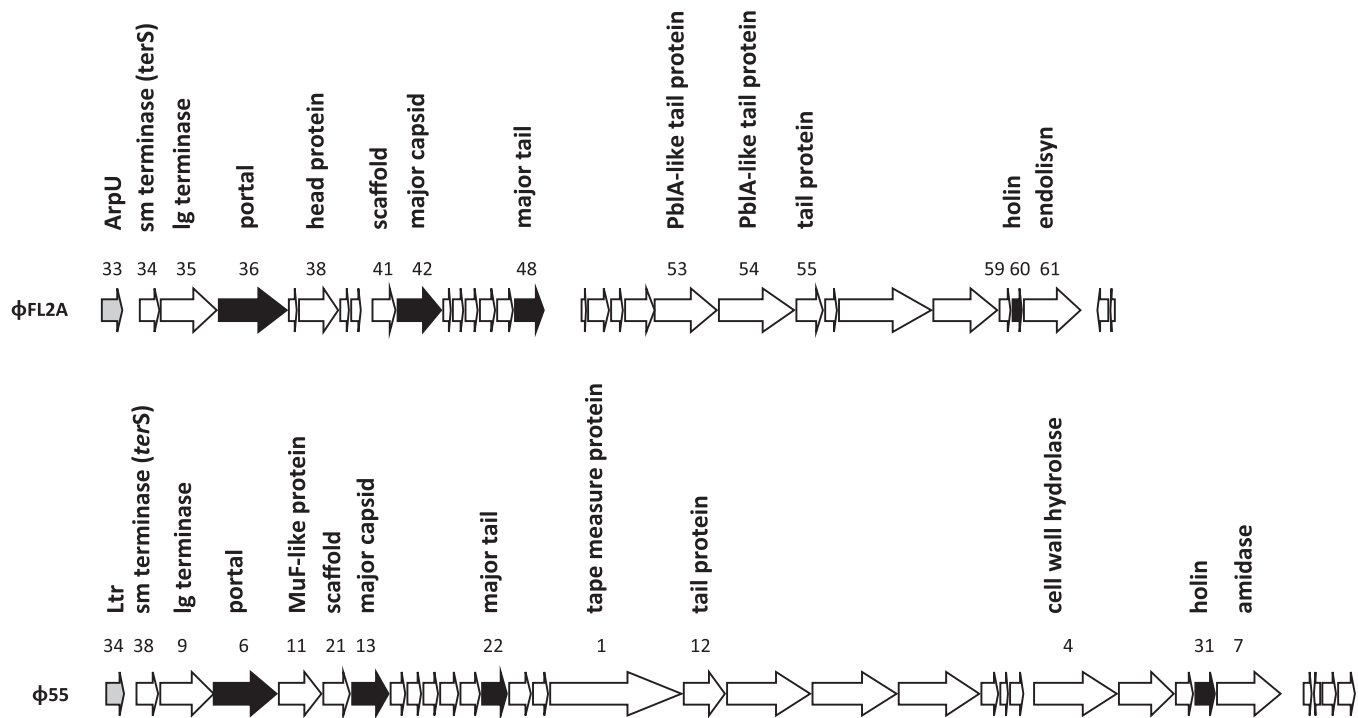 ArpU
sm terminase (terS)
lg terminase
portal
head protein
scaffold
major capsid
major tail
PblA-like tail protein
PblA-like tail protein
tail protein
holin
endolisyn
33 34 35 36 38 41 42 48 53 54 55 59 60 61
ϕFL2A
Ltr
sm terminase (terS)
lg terminase
portal
MuF-like protein
scaffold
major capsid
major tail
tape measure protein
tail protein
cell wall hydrolase
holin
amidase
34 38 9 6 11 21 13 22 1 12 4 31 7
ϕ55